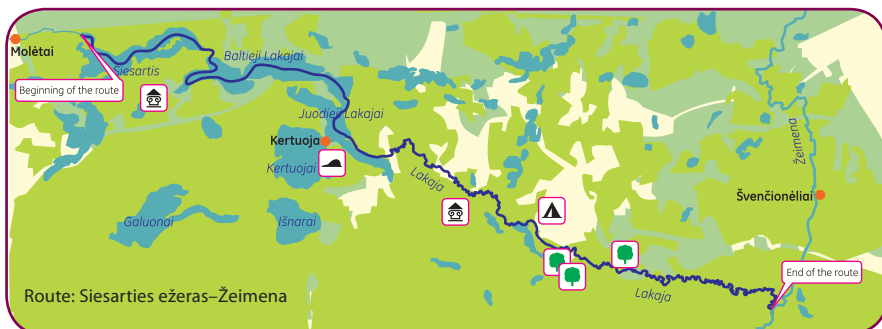 Molėtai
Baltieji Lakajai
Siesartis
Beginning of the route
Juodieji Lakajai
Kertuoja
Kertuojai
Lakaja
Žeimena
Švenčionėliai
Galuonai
Išnarai
End of the route
Lakaja
Route: Siesarties ežeras–Žeimena